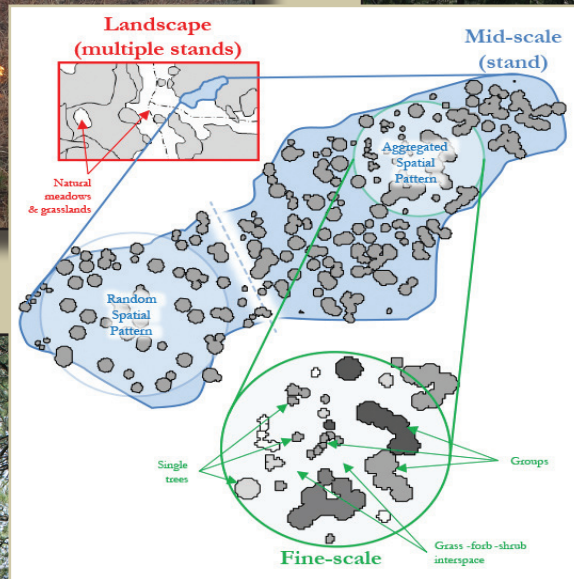 Landscape
(multiple stands)
Mid-scale
(stand)
Natural
meadows
& grasslands
Aggregated
Spatial
Pattern
Random
Spatial
Pattern
Single
trees
Groups
Grass -forb -shrub
interspace
Fine-scale